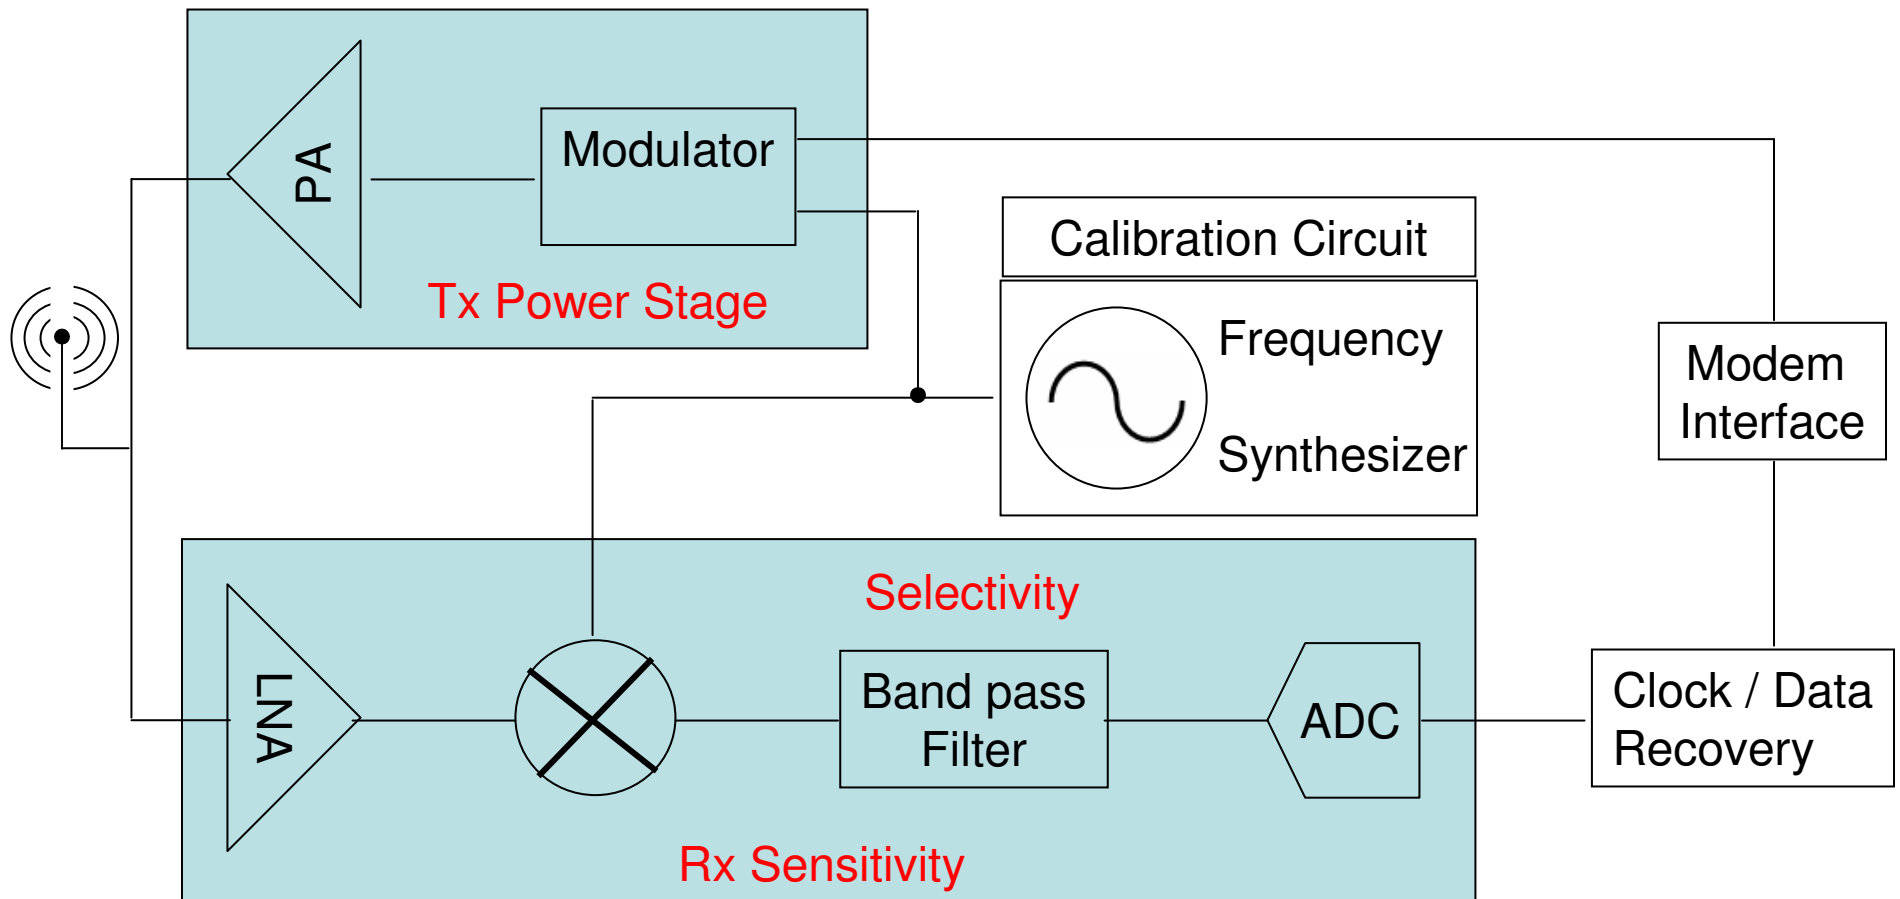 PA
Modulator
Tx Power Stage
Calibration Circuit
Frequency
Synthesizer
Modem
Interface
Selectivity
LNA
Band pass
Filter
ADC
Clock / Data
Recovery
Rx Sensitivity